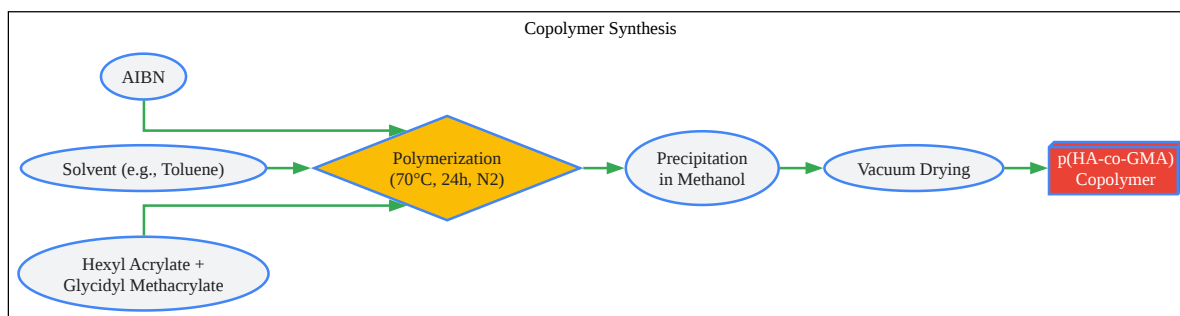 Copolymer Synthesis
AIBN
Solvent (e.g., Toluene)
Hexyl Acrylate +
Glycidyl Methacrylate
Polymerization
(70°C, 24h, N2)
Precipitation
in Methanol
Vacuum Drying
p(HA-co-GMA)
Copolymer